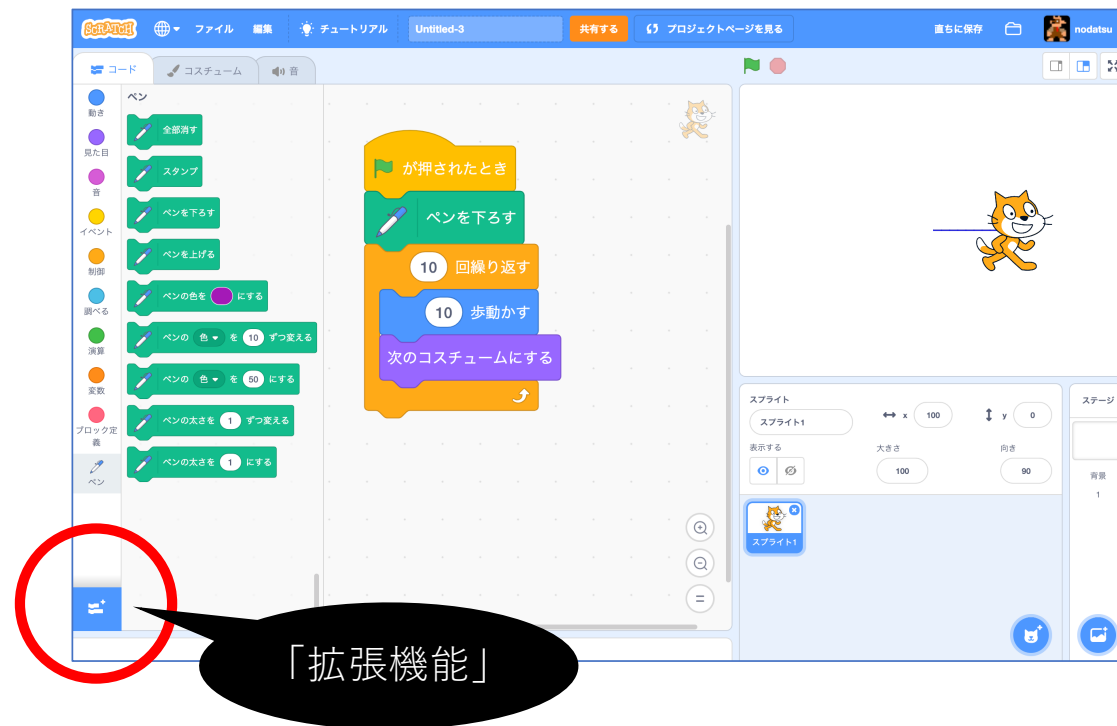 SCRATCH ファイル 編集 チュートリアル Untitled-3 共有する プロジェクトページを見る 直ちに保存 nodatsu
コード コスチューム 音
動き
見た目
音
イベント
制御
調べる
演算
変数
ブロック定
義
ペン
ペン
全部消す
スタンプ
ペンを下ろす
ペンを上げる
ペンの色を にする
ペンの 色 を 10 ずつ変える
ペンの 色 を 50 にする
ペンの太さを 1 ずつ変える
ペンの太さを 1 にする
が押されたとき
ペンを下ろす
10 回繰り返す
10 歩動かす
次のコスチュームにする
スプライト
スプライト1 x 100 y 0
表示する 大きさ 向き
100 90
スプライト1
ステージ
背景
1
「拡張機能」